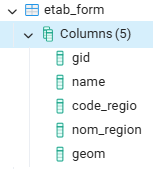 etab_form
Columns (5)
gid
name
code_regio
nom_region
geom